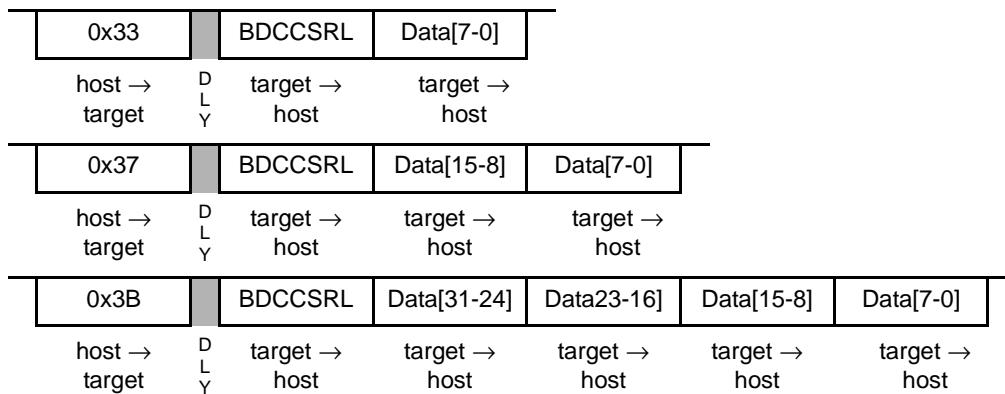 0x33 BDCCSRL Data[7-0]
host → D target → target →
target L Y host host
0x37 BDCCSRL Data[15-8] Data[7-0]
host → D target → target → target →
target L Y host host host
0x3B BDCCSRL Data[31-24] Data23-16] Data[15-8] Data[7-0]
host → D target → target → target → target → target →
target L Y host host host host host